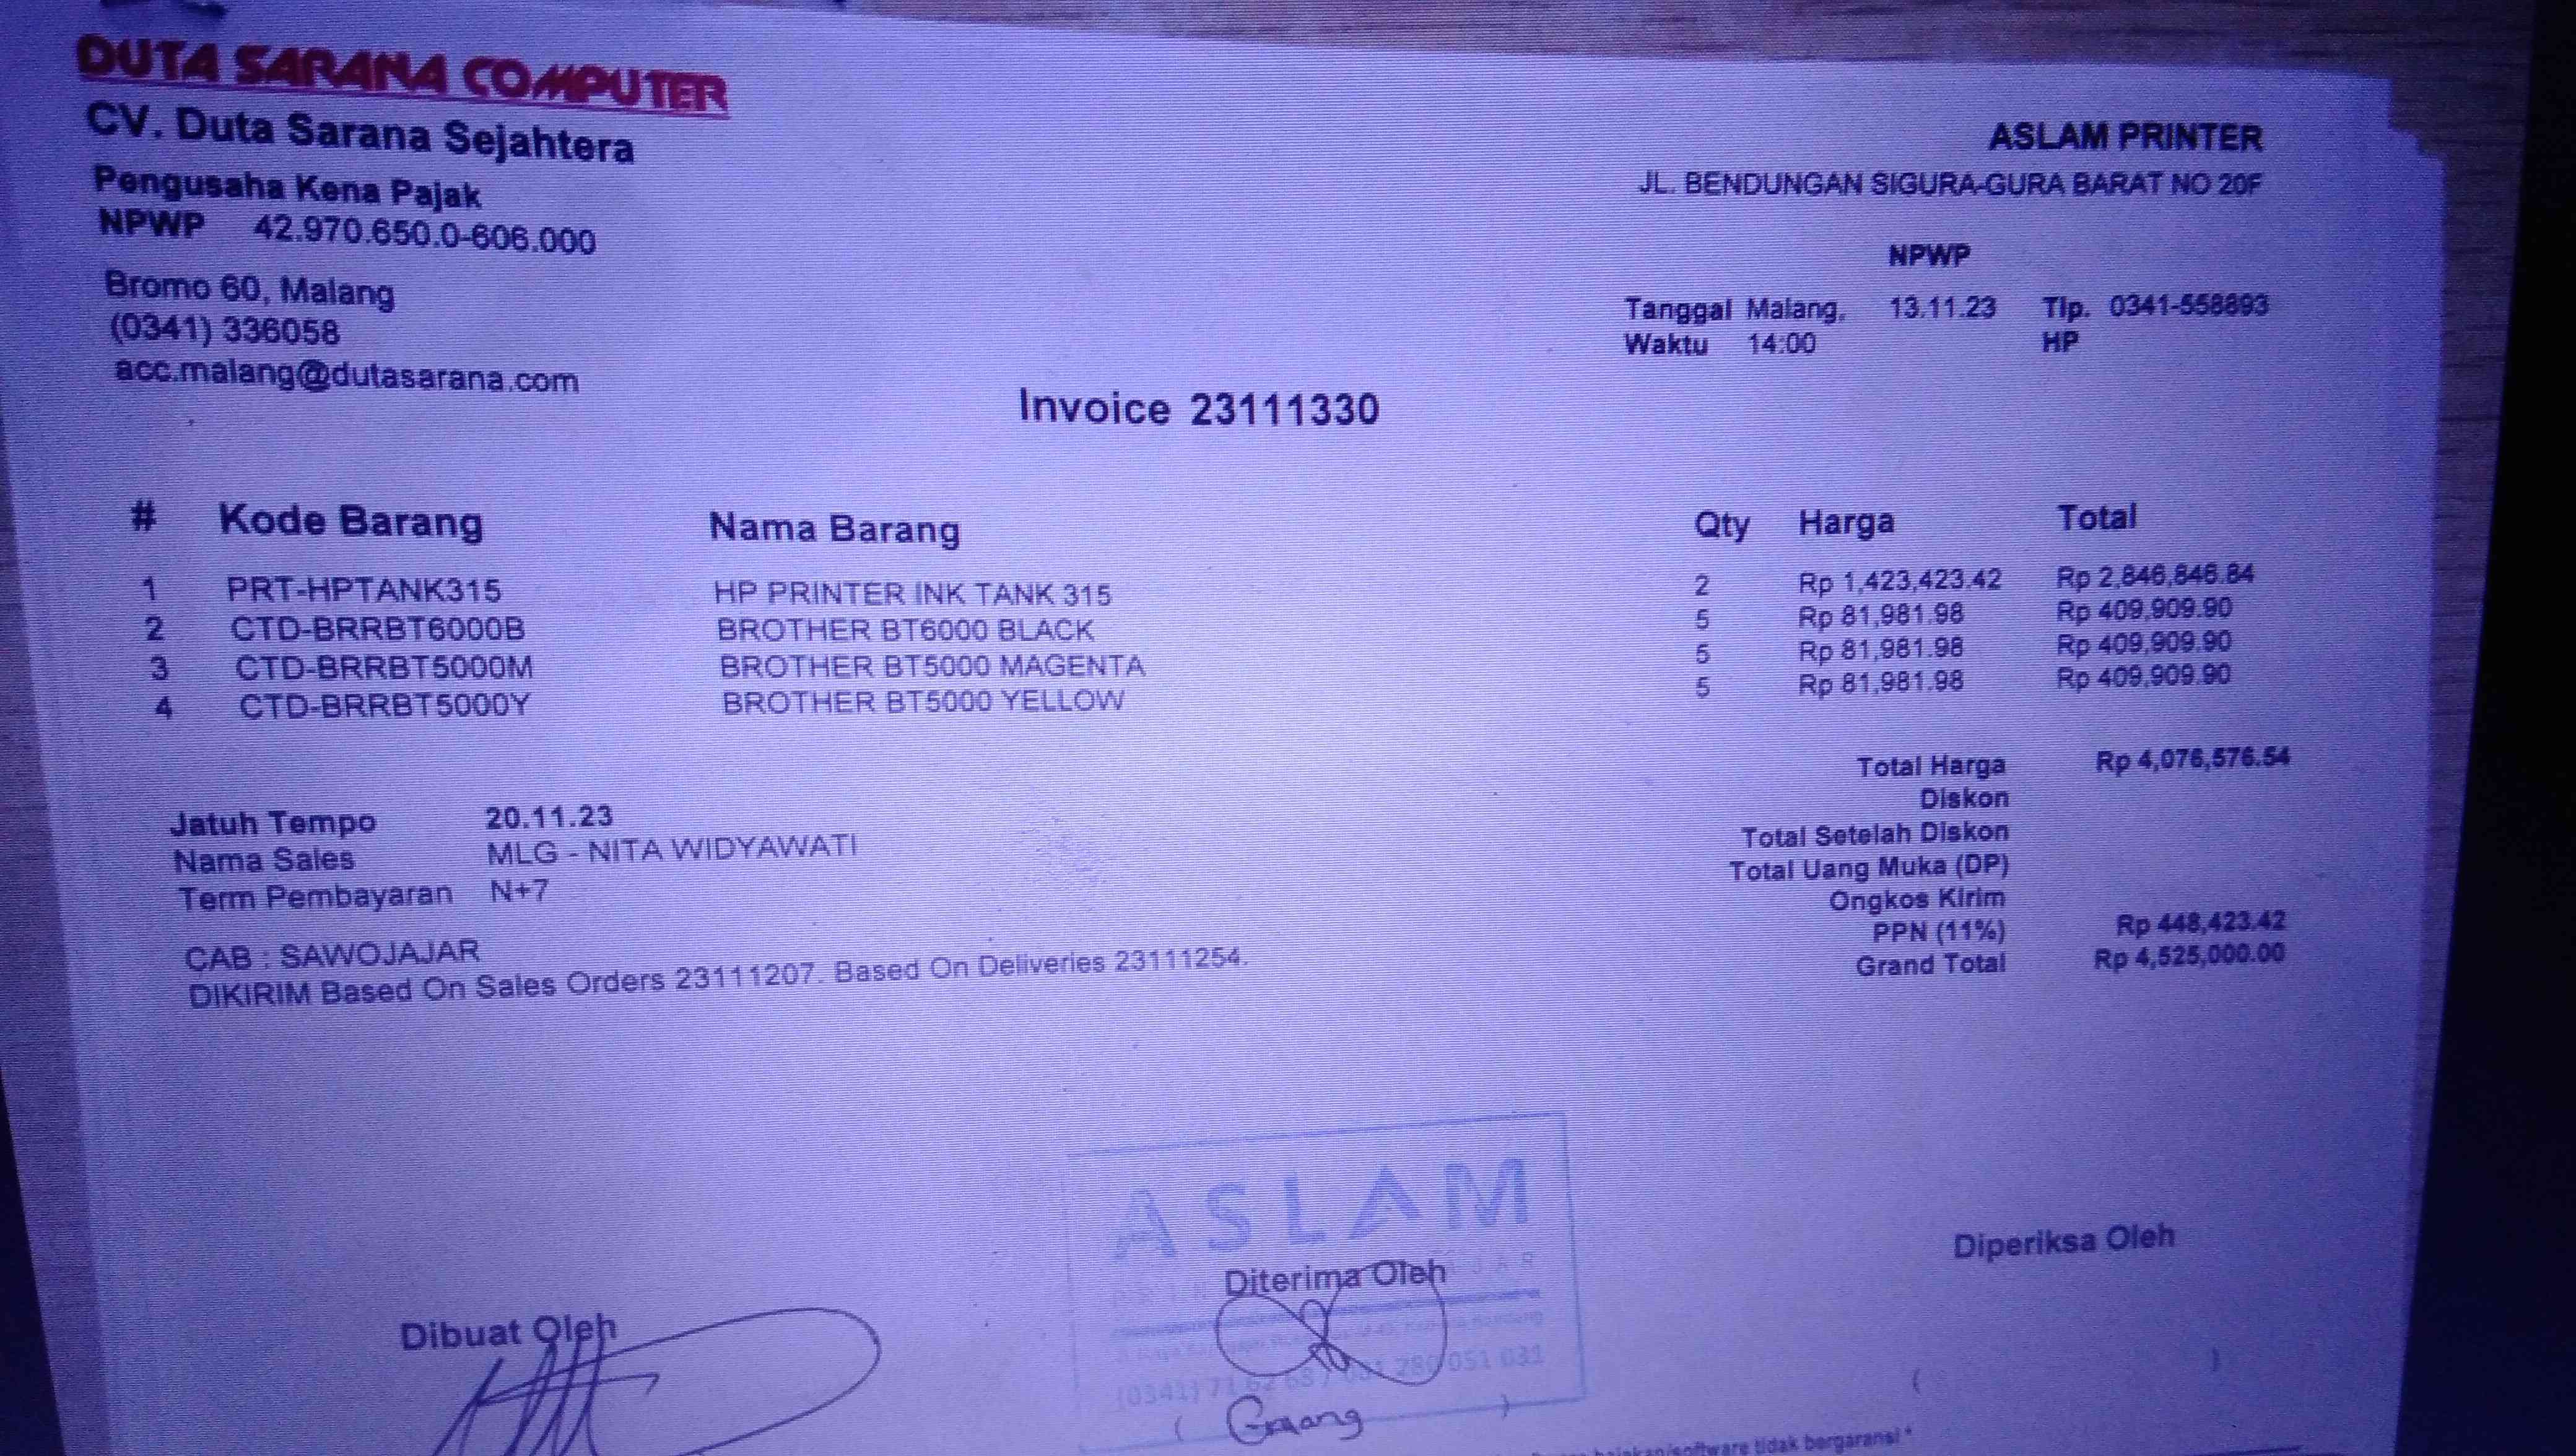 DUTA SARANA COMPUTER
CV. Duta Sarana Sejahtera
Pengusaha Kena Pajak
NPWP 42.970.650.0-606.000
Bromo 60, Malang
(0341) 336058
acc.malang@dutasarana.com
ASLAM PRINTER
JL. BENDUNGAN SIGURA-GURA BARAT NO 20F
NPWP
Tanggal Malang, 13.11.23 Tlp. 0341-558893
Waktu 14:00 HP
Invoice 23111330
# Kode Barang Nama Barang Qty Harga Total
1 PRT-HPTANK315 HP PRINTER INK TANK 315 2 Rp 1,423,423.42 Rp 2,846,846.84
2 CTD-BRRBT6000B BROTHER BT6000 BLACK 5 Rp 81,981.98 Rp 409,909.90
3 CTD-BRRBT5000M BROTHER BT5000 MAGENTA 5 Rp 81,981.98 Rp 409,909.90
4 CTD-BRRBT5000Y BROTHER BT5000 YELLOW 5 Rp 81,981.98 Rp 409,909.90
Total Harga Rp 4,076,576.54
Diskon
Total Setelah Diskon
Total Uang Muka (DP)
Ongkos Kirim
PPN (11%) Rp 448,423.42
Grand Total Rp 4,525,000.00
Jatuh Tempo 20.11.23
Nama Sales MLG - NITA WIDYAWATI
Term Pembayaran N+7
CAB : SAWOJAJAR
DIKIRIM Based On Sales Orders 23111207. Based On Deliveries 23111254.
ASLAM
Dibuat Oleh
Diterima Oleh
Diperiksa Oleh
software tidak bergaransi *